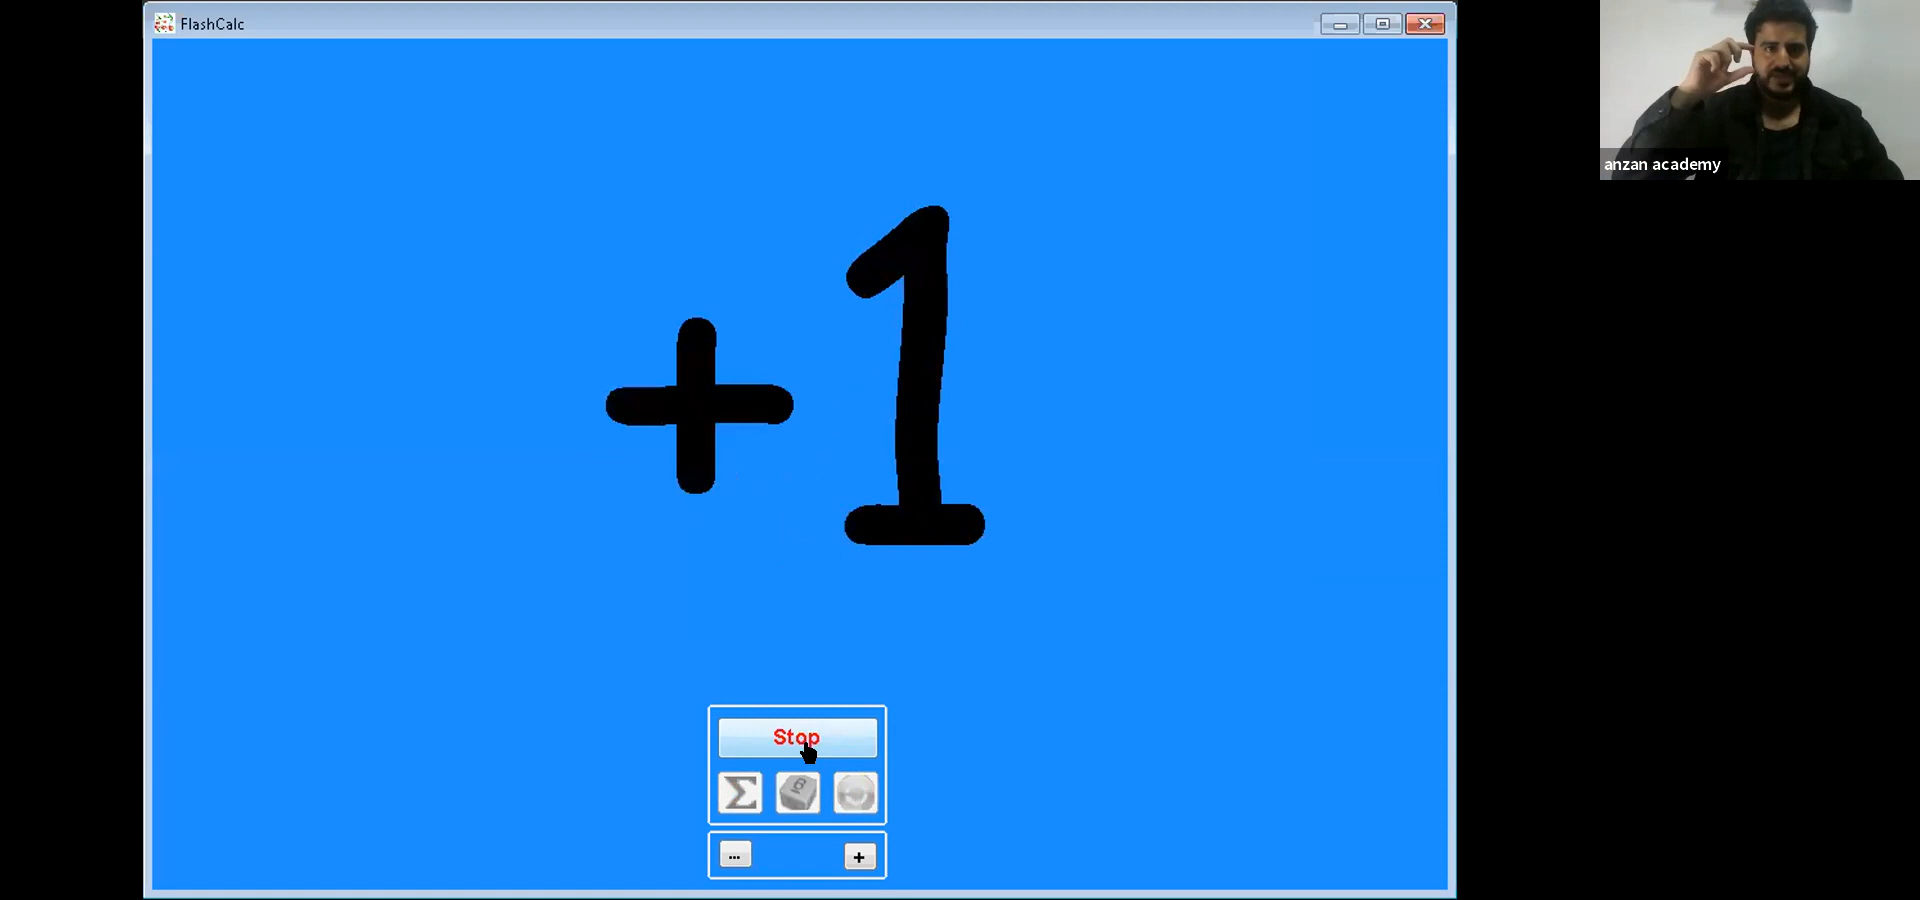 FlashCalc
anzan academy
+1
Stop
Σ
B
...
+